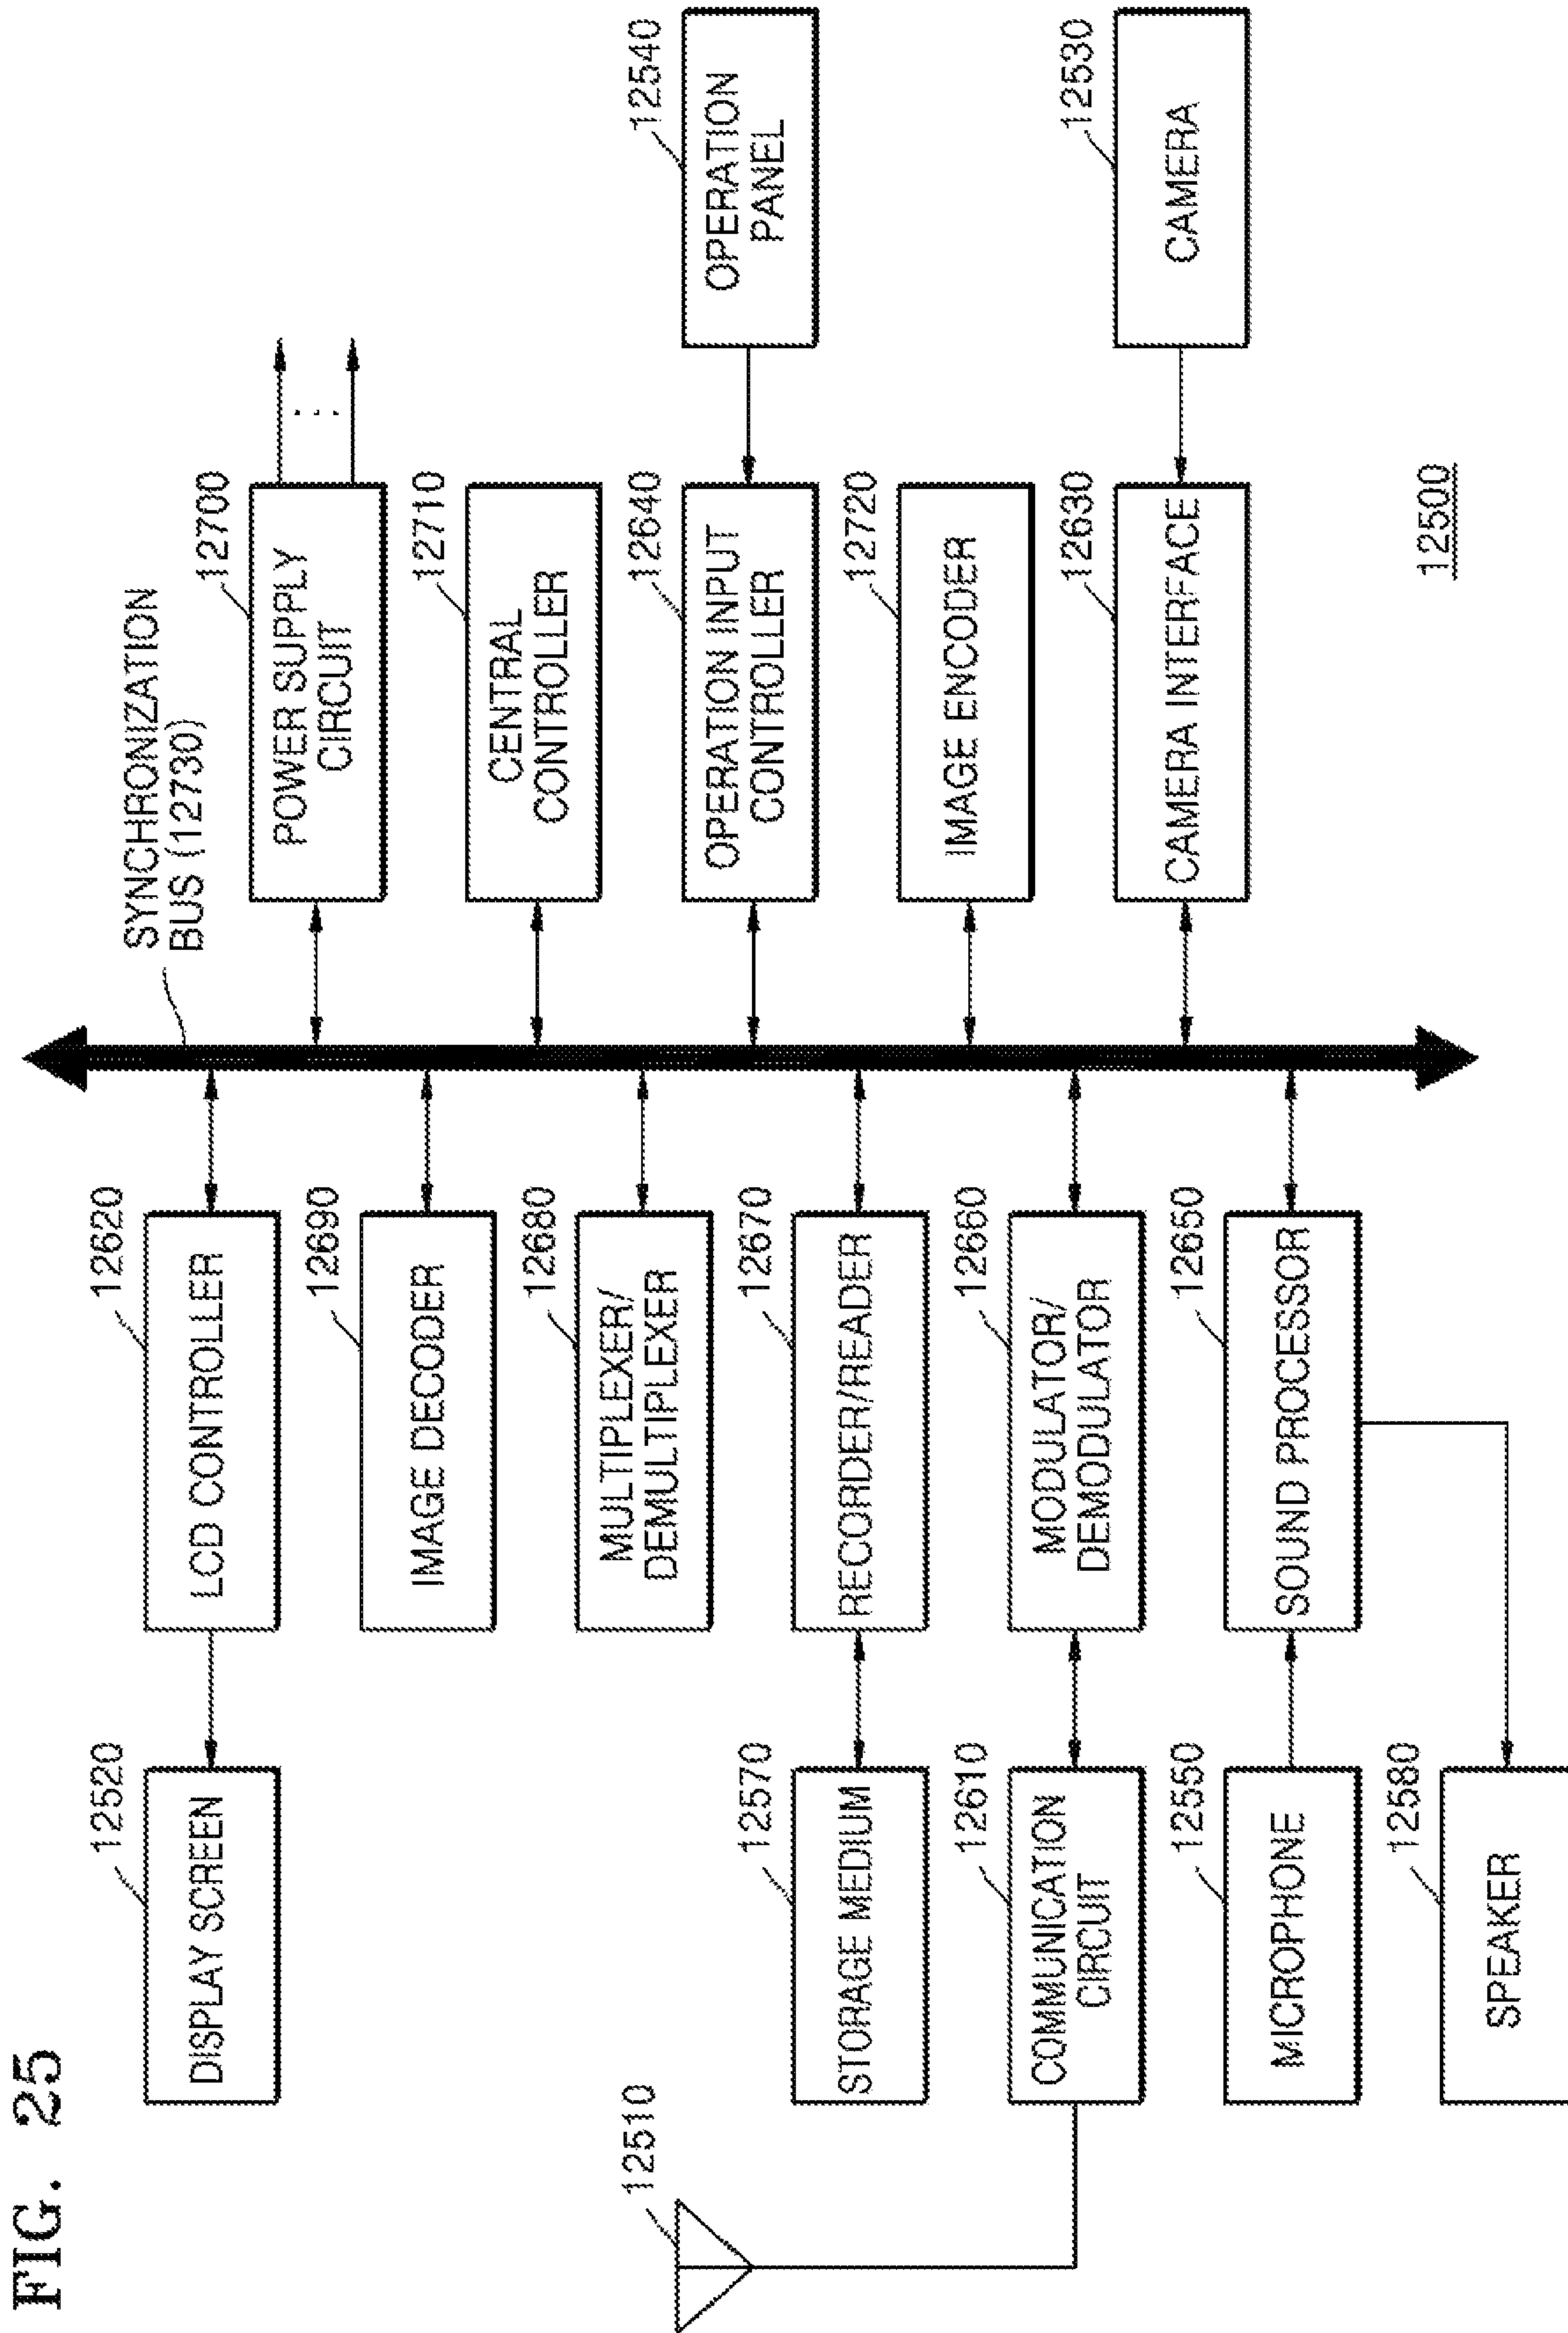 FIG. 25
12500
SYNCHRONIZATION
BUS (12730)
12520
DISPLAY SCREEN
12620
LCD CONTROLLER
12700
POWER SUPPLY
CIRCUIT
12690
IMAGE DECODER
12710
CENTRAL
CONTROLLER
12680
MULTIPLEXER/
DEMULTIPLEXER
12640
OPERATION INPUT
CONTROLLER
12540
OPERATION
PANEL
12510
12570
STORAGE MEDIUM
12670
RECORDER/READER
12720
IMAGE ENCODER
12610
COMMUNICATION
CIRCUIT
12660
MODULATOR/
DEMODULATOR
12630
CAMERA INTERFACE
12530
CAMERA
12550
MICROPHONE
12650
SOUND PROCESSOR
12580
SPEAKER